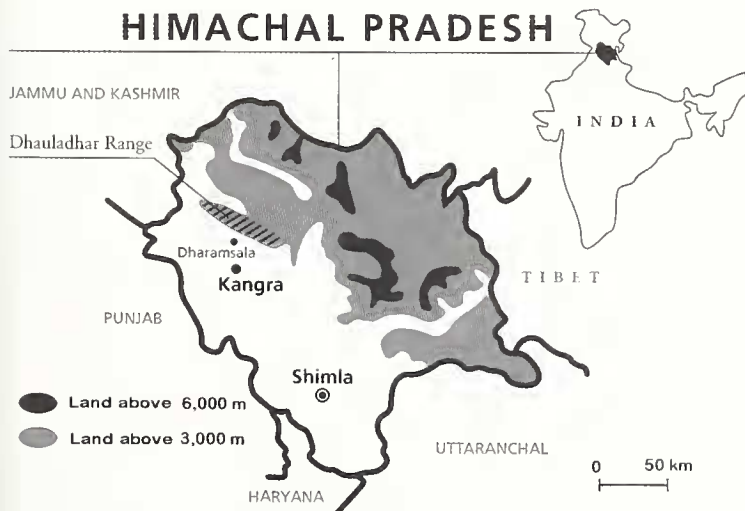 HIMACHAL PRADESH
JAMMU AND KASHMIR
INDIA
Dhauladhar Range
Dharamsala
Kangra
TIBET
PUNJAB
Shimla
Land above 6,000 m
Land above 3,000 m
UTTARANCHAL
0 50 km
HARYANA